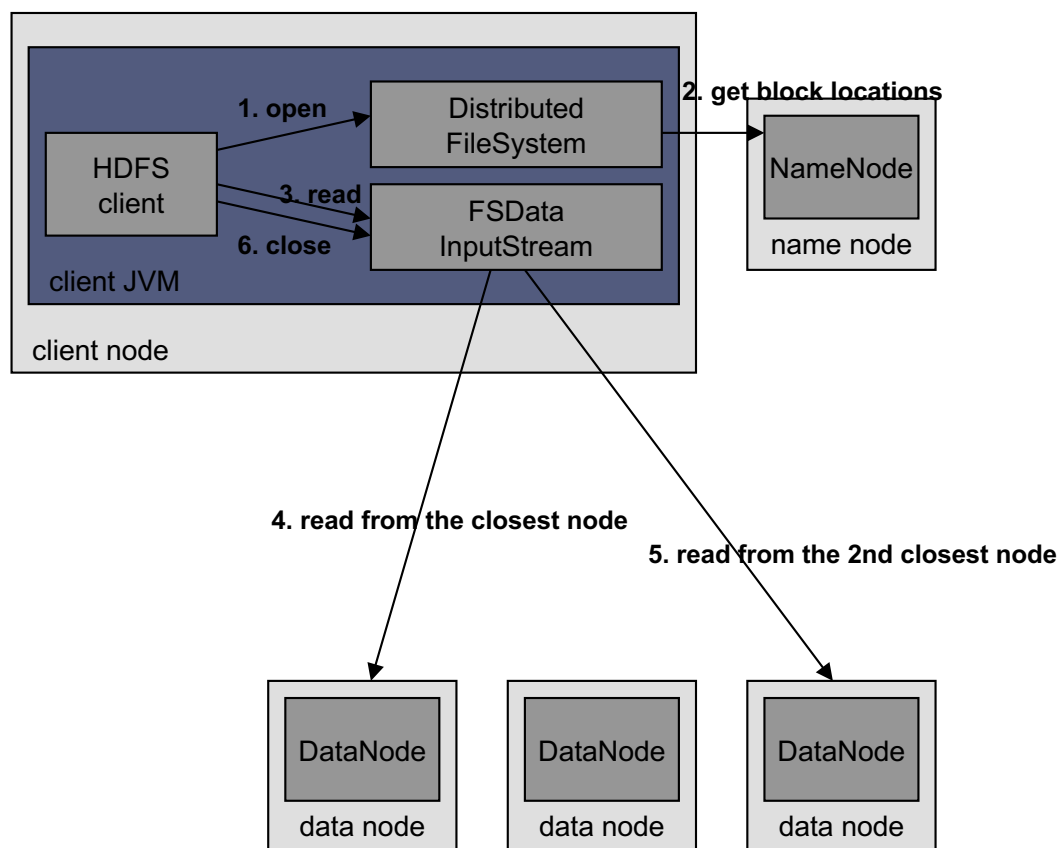 1. open
Distributed
FileSystem
2. get block locations
HDFS
client
NameNode
3. read
FSData
InputStream
6. close
name node
client JVM
client node
4. read from the closest node
5. read from the 2nd closest node
DataNode
DataNode
DataNode
data node
data node
data node